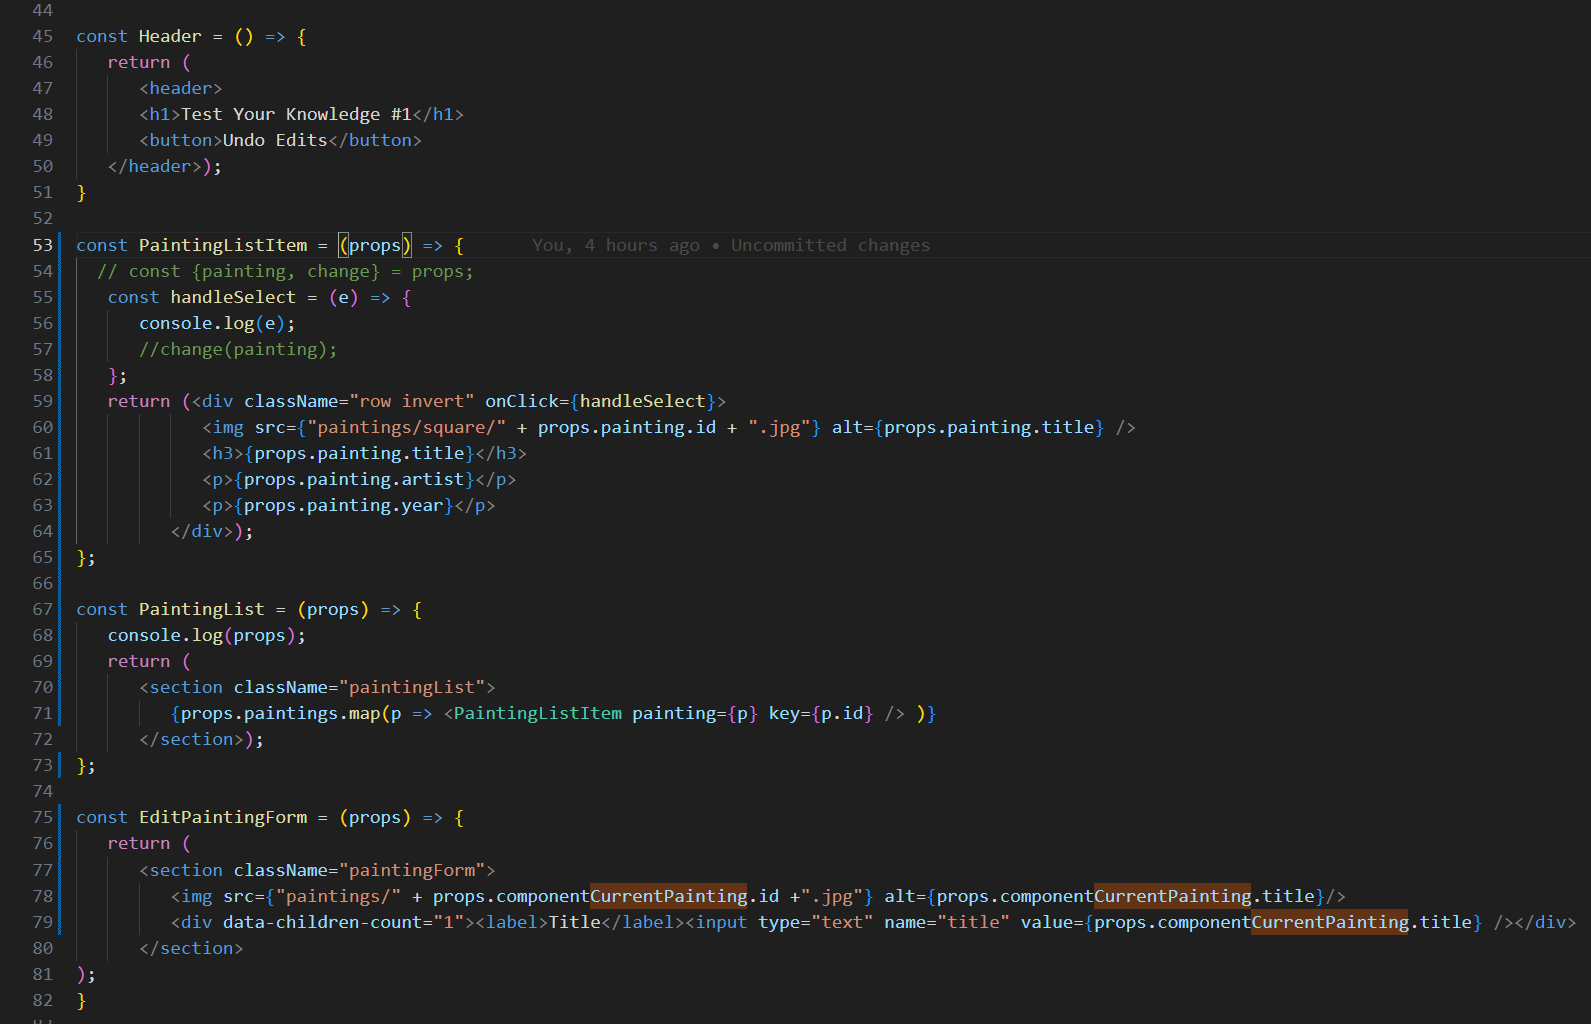 44
45 const Header = () => {
46 return (
47 <header>
48 <h1>Test Your Knowledge #1</h1>
49 <button>Undo Edits</button>
50 </header>);
51 }
52
53 const PaintingListItem = (props) => { You, 4 hours ago • Uncommitted changes
54 // const {painting, change} = props;
55 const handleSelect = (e) => {
56 console.log(e);
57 //change(painting);
58 };
59 return (<div className="row invert" onClick={handleSelect}>
60 <img src={"paintings/square/" + props.painting.id + ".jpg"} alt={props.painting.title} />
61 <h3>{props.painting.title}</h3>
62 <p>{props.painting.artist}</p>
63 <p>{props.painting.year}</p>
64 </div>);
65 };
66
67 const PaintingList = (props) => {
68 console.log(props);
69 return (
70 <section className="paintingList">
71 {props.paintings.map(p => <PaintingListItem painting={p} key={p.id} /> )}
72 </section>);
73 };
74
75 const EditPaintingForm = (props) => {
76 return (
77 <section className="paintingForm">
78 <img src={"paintings/" + props.componentCurrentPainting.id +".jpg"} alt={props.componentCurrentPainting.title}/>
79 <div data-children-count="1"><label>Title</label><input type="text" name="title" value={props.componentCurrentPainting.title} /></div>
80 </section>
81 );
82 }